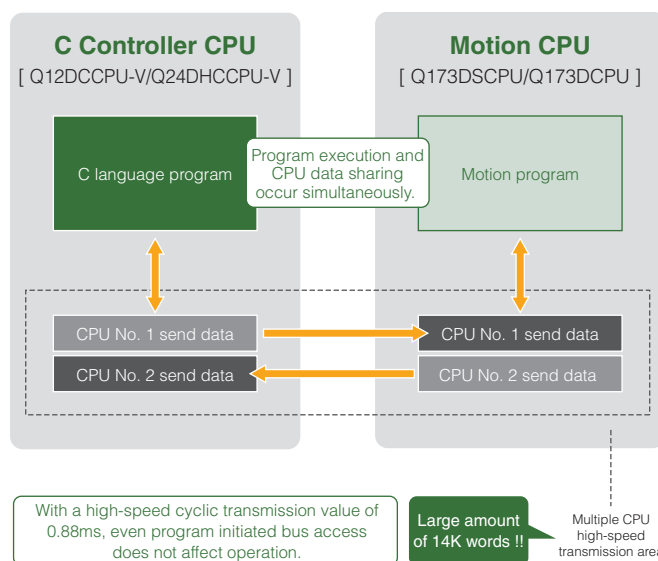 C Controller CPU
[ Q12DCCPU-V/Q24DHCCPU-V ]
Motion CPU
[ Q173DSCPU/Q173DCPU ]
C language program
Program execution and
CPU data sharing
occur simultaneously.
Motion program
CPU No. 1 send data
CPU No. 1 send data
CPU No. 2 send data
CPU No. 2 send data
With a high-speed cyclic transmission value of
0.88ms, even program initiated bus access
does not affect operation.
Large amount
of 14K words !!
Multiple CPU
high-speed
transmission area